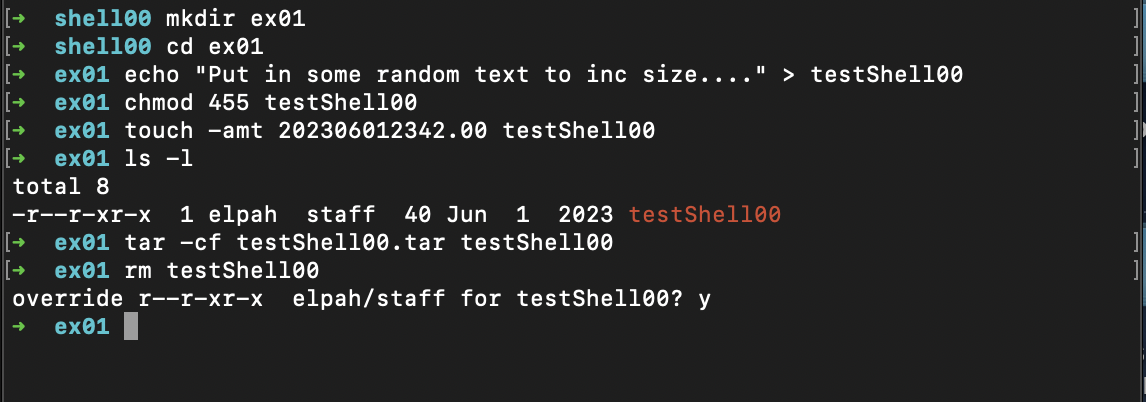 [➜  shell00 mkdir ex01 ]
[➜  shell00 cd ex01 ]
[➜  ex01 echo "Put in some random text to inc size...." > testShell00 ]
[➜  ex01 chmod 455 testShell00 ]
[➜  ex01 touch -amt 202306012342.00 testShell00 ]
[➜  ex01 ls -l ]
total 8
-r--r-xr-x  1 elpah  staff  40 Jun  1  2023 testShell00
[➜  ex01 tar -cf testShell00.tar testShell00 ]
[➜  ex01 rm testShell00 ]
override r--r-xr-x  elpah/staff for testShell00? y
➜  ex01